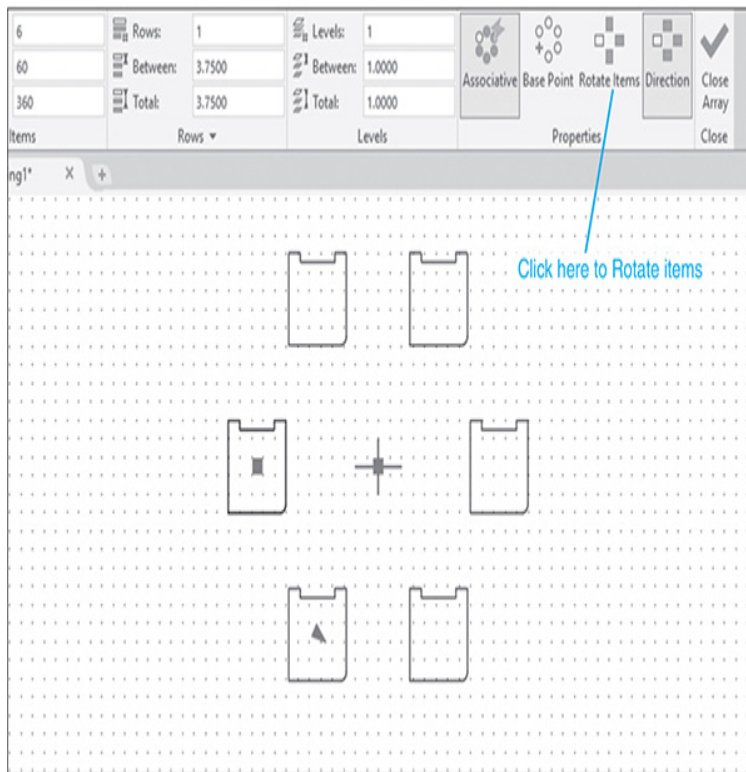 6 Rows: 1 Levels: 1
60 Between: 3.7500 Between: 1.0000
360 Total: 3.7500 Total: 1.0000
Associative Base Point Rotate Items Direction Close Array
Items Rows ▼ Levels Properties Close
ng1* X +
Click here to Rotate items